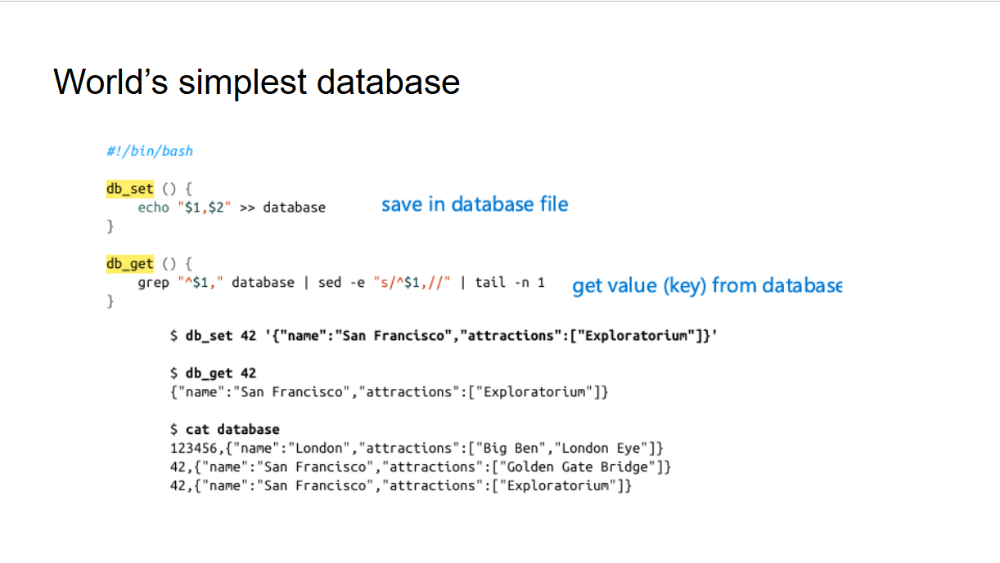 World’s simplest database
#!/bin/bash
db_set () {
echo "$1,$2" >> database
}
save in database file
db_get () {
grep "^$1," database | sed -e "s/^$1,//" | tail -n 1
}
get value (key) from database
$ db_set 42 '{"name":"San Francisco","attractions":["Exploratorium"]}'
$ db_get 42
{"name":"San Francisco","attractions":["Exploratorium"]}
$ cat database
123456,{"name":"London","attractions":["Big Ben","London Eye"]}
42,{"name":"San Francisco","attractions":["Golden Gate Bridge"]}
42,{"name":"San Francisco","attractions":["Exploratorium"]}